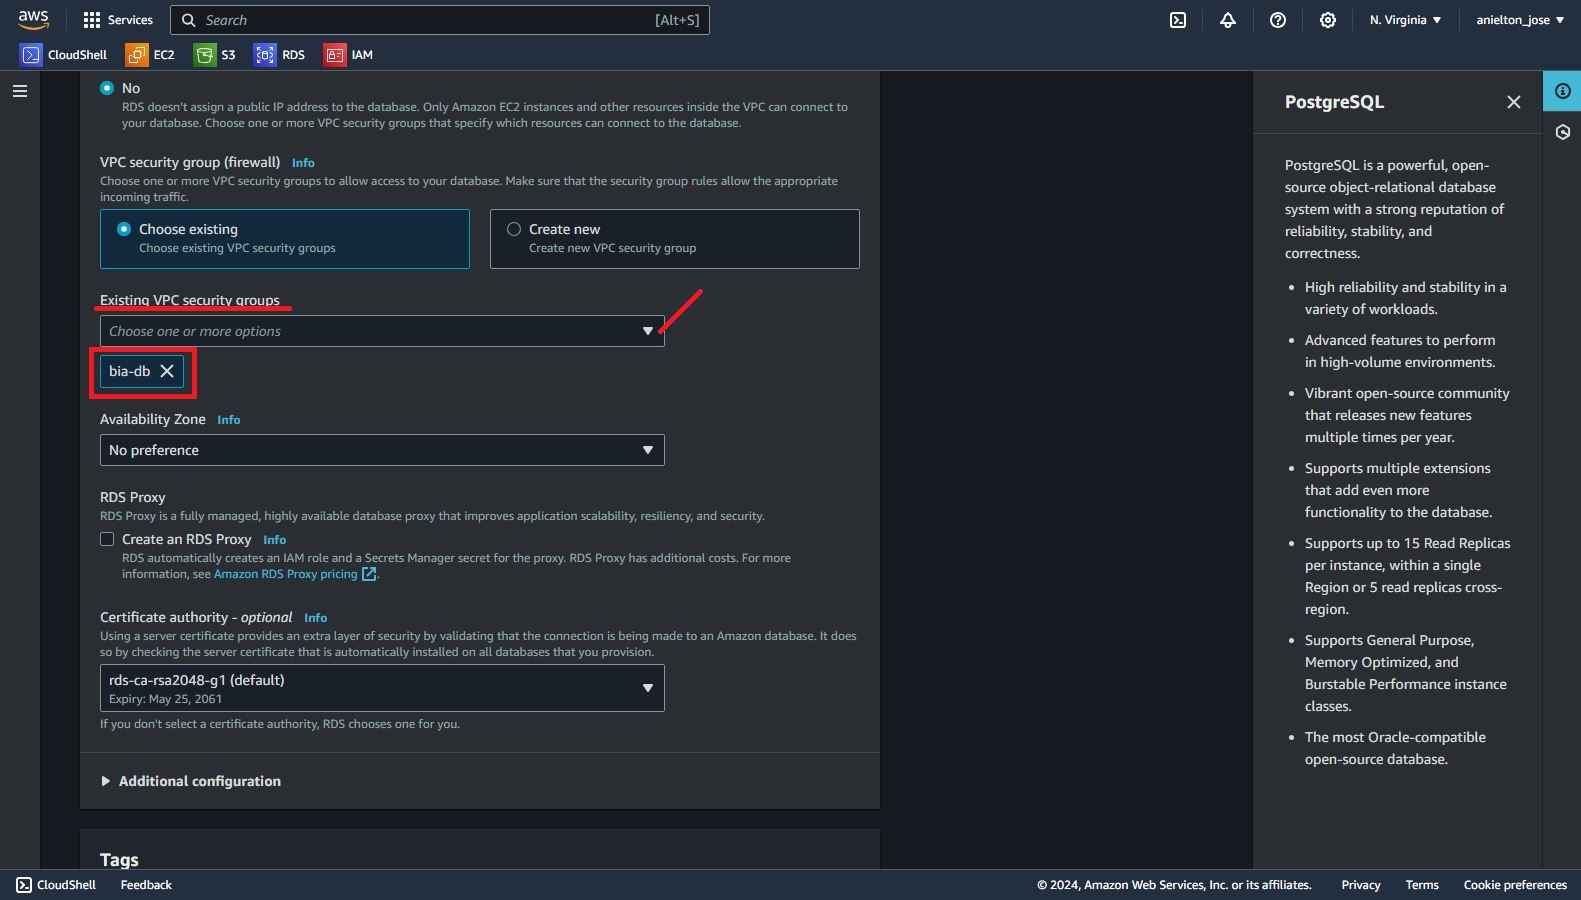 aws
Services
Search
[Alt+S]
N. Virginia
anielton_jose
CloudShell
EC2
S3
RDS
IAM
No
RDS doesn't assign a public IP address to the database. Only Amazon EC2 instances and other resources inside the VPC can connect to
your database. Choose one or more VPC security groups that specify which resources can connect to the database.
VPC security group (firewall) Info
Choose one or more VPC security groups to allow access to your database. Make sure that the security group rules allow the appropriate
incoming traffic.
Choose existing
Choose existing VPC security groups
Create new
Create new VPC security group
Existing VPC security groups
Choose one or more options
bia-db
Availability Zone Info
No preference
RDS Proxy
RDS Proxy is a fully managed, highly available database proxy that improves application scalability, resiliency, and security.
Create an RDS Proxy Info
RDS automatically creates an IAM role and a Secrets Manager secret for the proxy. RDS Proxy has additional costs. For more
information, see Amazon RDS Proxy pricing.
Certificate authority - optional Info
Using a server certificate provides an extra layer of security by validating that the connection is being made to an Amazon database. It does
so by checking the server certificate that is automatically installed on all databases that you provision.
rds-ca-rsa2048-g1 (default)
Expiry: May 25, 2061
If you don't select a certificate authority, RDS chooses one for you.
Additional configuration
Tags
PostgreSQL
PostgreSQL is a powerful, open-
source object-relational database
system with a strong reputation of
reliability, stability, and
correctness.
• High reliability and stability in a
variety of workloads.
• Advanced features to perform
in high-volume environments.
• Vibrant open-source community
that releases new features
multiple times per year.
• Supports multiple extensions
that add even more
functionality to the database.
• Supports up to 15 Read Replicas
per instance, within a single
Region or 5 read replicas cross-
region.
• Supports General Purpose,
Memory Optimized, and
Burstable Performance instance
classes.
• The most Oracle-compatible
open-source database.
CloudShell
Feedback
© 2024, Amazon Web Services, Inc. or its affiliates.
Privacy
Terms
Cookie preferences